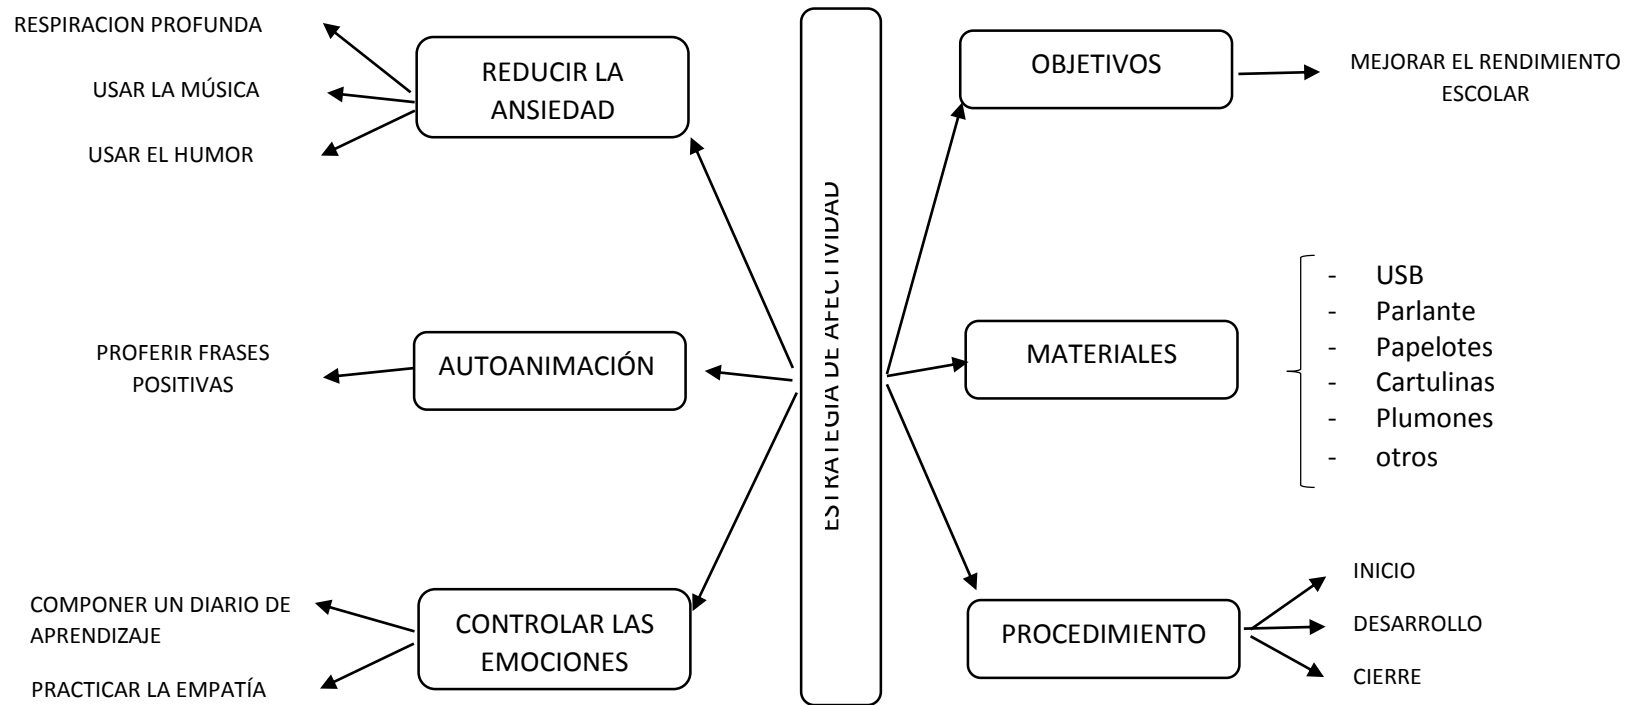 RESPIRACION PROFUNDA
USAR LA MÚSICA
USAR EL HUMOR
REDUCIR LA
ANSIEDAD
PROFERIR FRASES
POSITIVAS
AUTOANIMACIÓN
COMPONER UN DIARIO DE
APRENDIZAJE
PRACTICAR LA EMPATÍA
CONTROLAR LAS
EMOCIONES
ESTRATEGIA DE AFECTIVIDAD
OBJETIVOS
MEJORAR EL RENDIMIENTO
ESCOLAR
MATERIALES
- USB
- Parlante
- Papelotes
- Cartulinas
- Plumones
- otros
PROCEDIMIENTO
INICIO
DESARROLLO
CIERRE